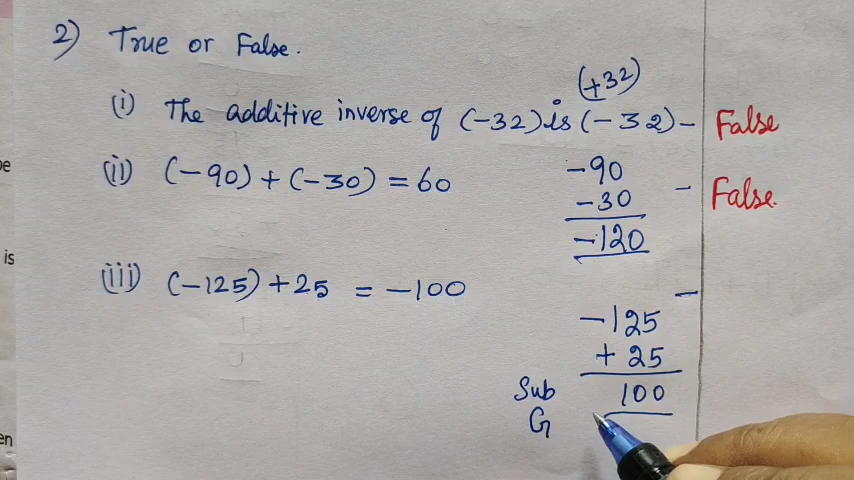 2) True or False.
(+32)
(i) The additive inverse of (-32) is (-32) - False
(ii) (-90) + (-30) = 60
-90
-30
-120
- False.
(iii) (-125) + 25 = -100
-
-125
+ 25
Sub 100
G
is